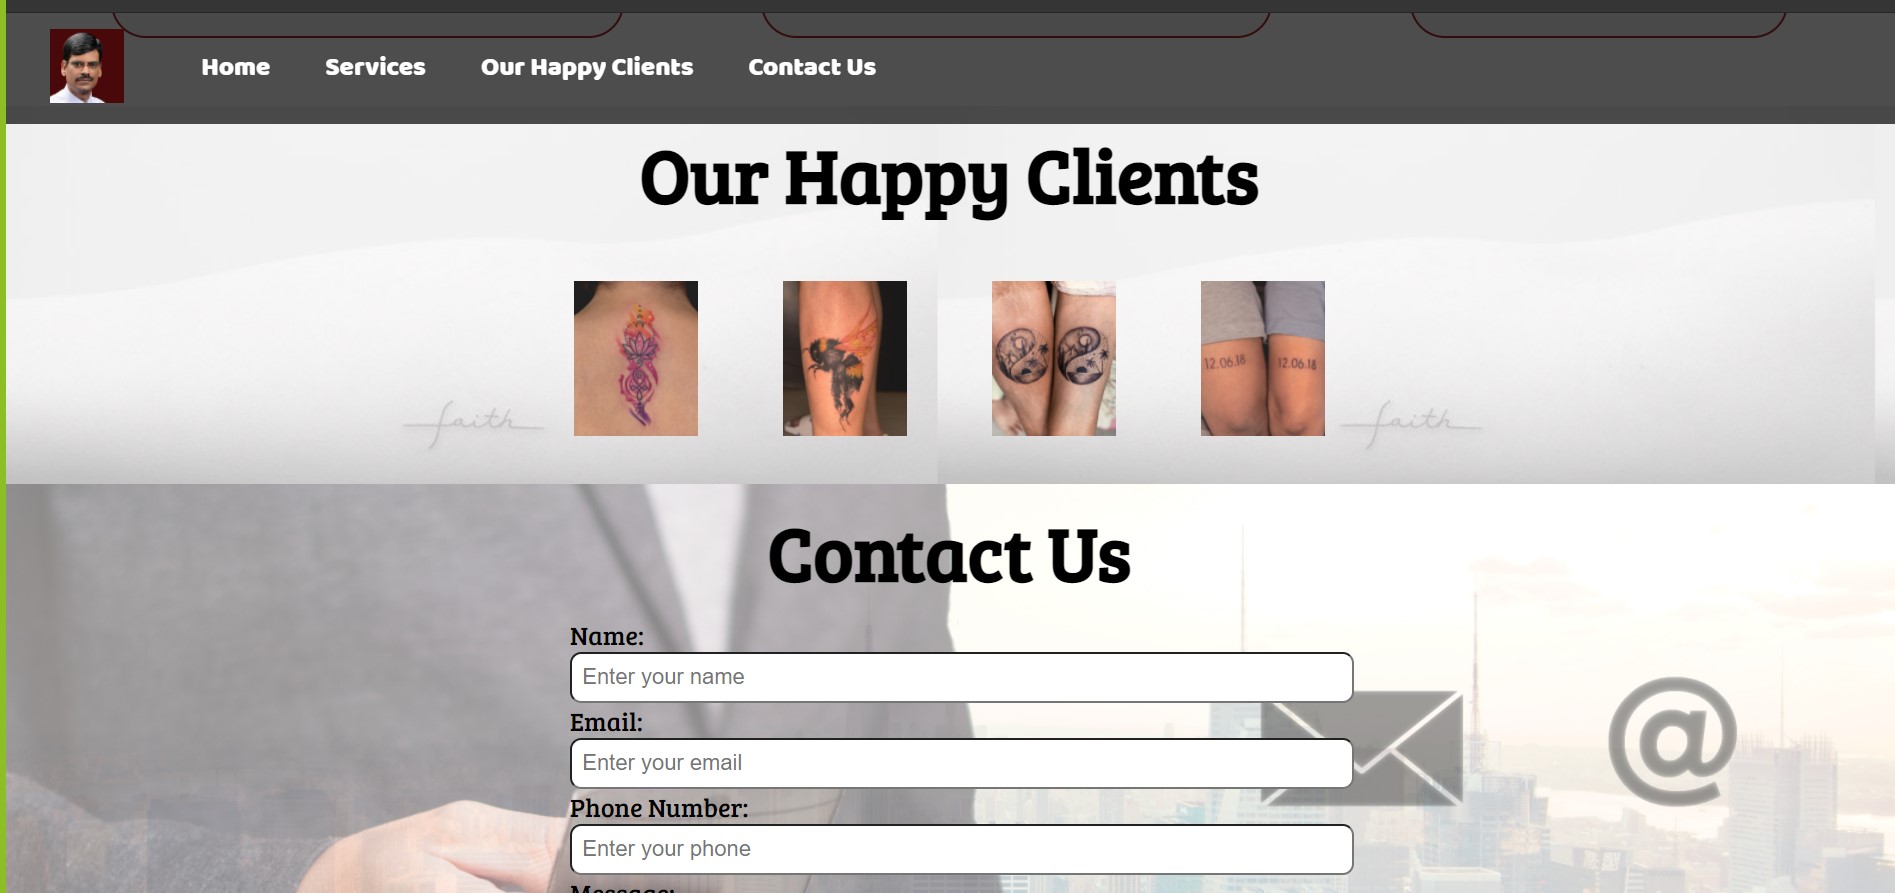 Home Services Our Happy Clients Contact Us
Our Happy Clients
12.06.18 12.06.18
faith faith
Contact Us
Name:
Enter your name
Email:
Enter your email
Phone Number:
Enter your phone
Message: